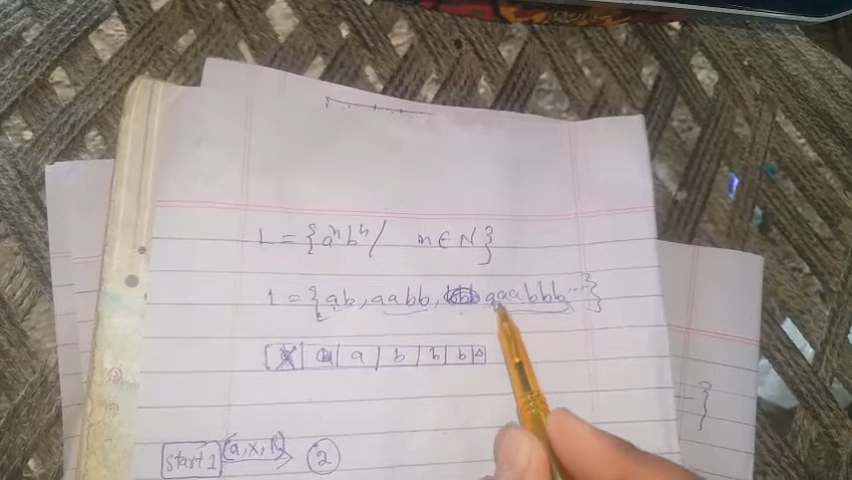 L = {aⁿbⁿ / n ∈ N}
L = {ab, aabb, aaabbb, ...}
a a b b b Δ
start 1 (a, x, R) 2
}